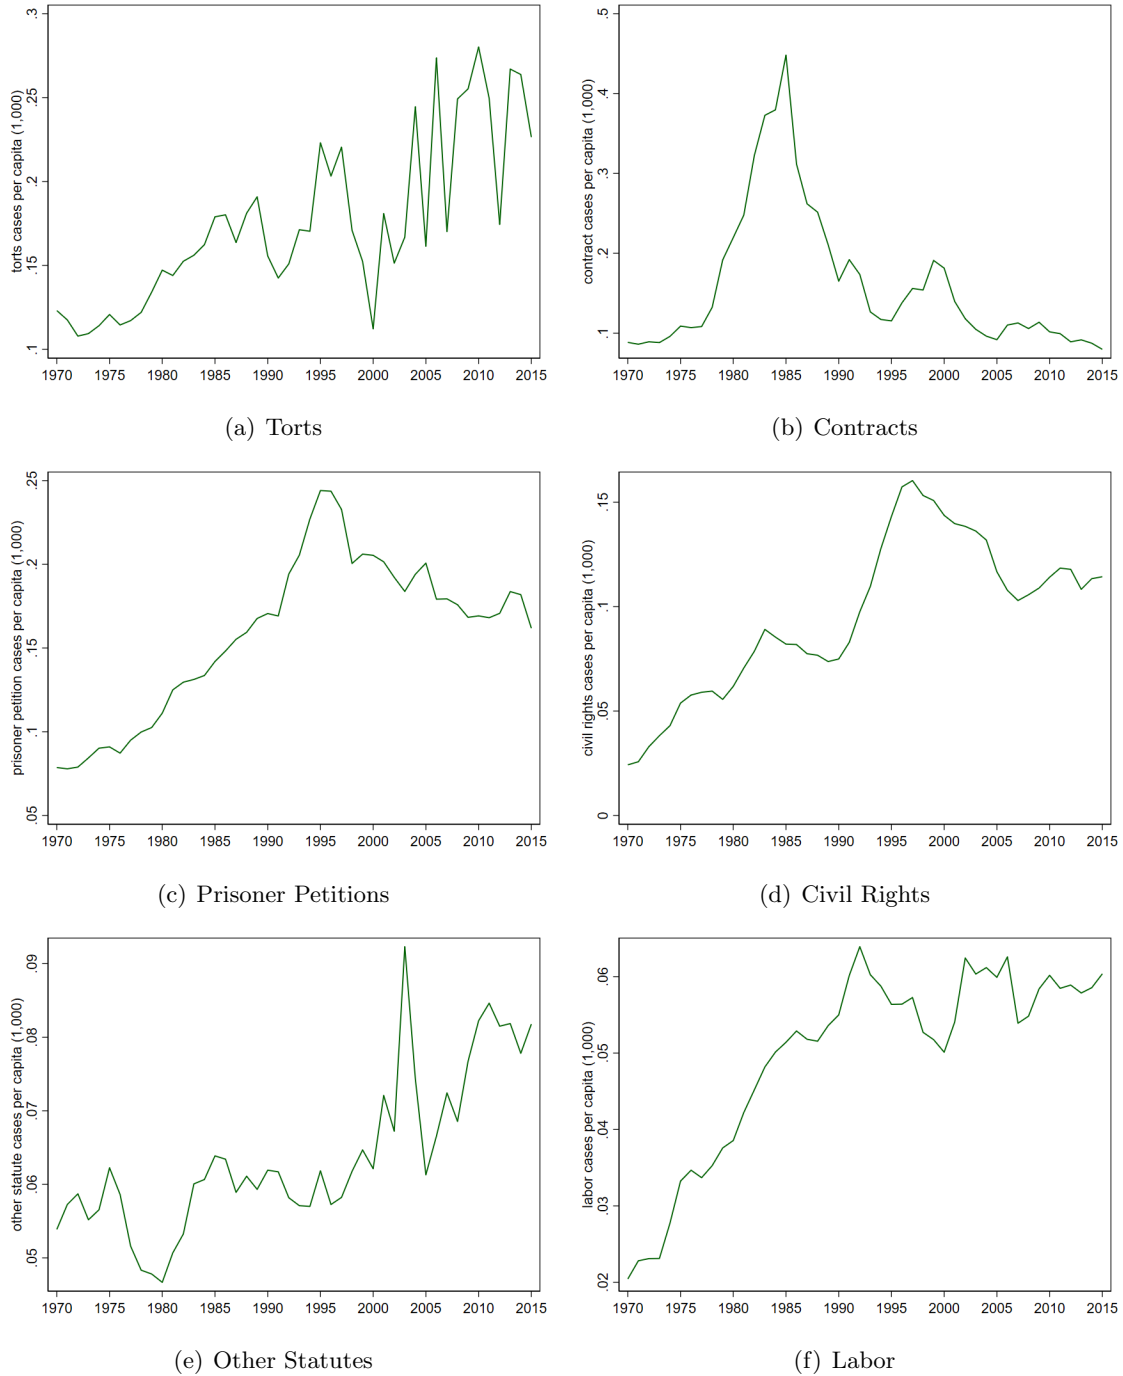 torts cases per capita (1,000)
.3
.25
.2
.15
.1
1970 1975 1980 1985 1990 1995 2000 2005 2010 2015
(a) Torts
contract cases per capita (1,000)
.5
.4
.3
.2
.1
1970 1975 1980 1985 1990 1995 2000 2005 2010 2015
(b) Contracts
prisoner petition cases per capita (1,000)
.25
.2
.15
.1
.05
1970 1975 1980 1985 1990 1995 2000 2005 2010 2015
(c) Prisoner Petitions
civil rights cases per capita (1,000)
.15
.1
.05
0
1970 1975 1980 1985 1990 1995 2000 2005 2010 2015
(d) Civil Rights
other statute cases per capita (1,000)
.09
.08
.07
.06
.05
1970 1975 1980 1985 1990 1995 2000 2005 2010 2015
(e) Other Statutes
labor cases per capita (1,000)
.06
.05
.04
.03
.02
1970 1975 1980 1985 1990 1995 2000 2005 2010 2015
(f) Labor